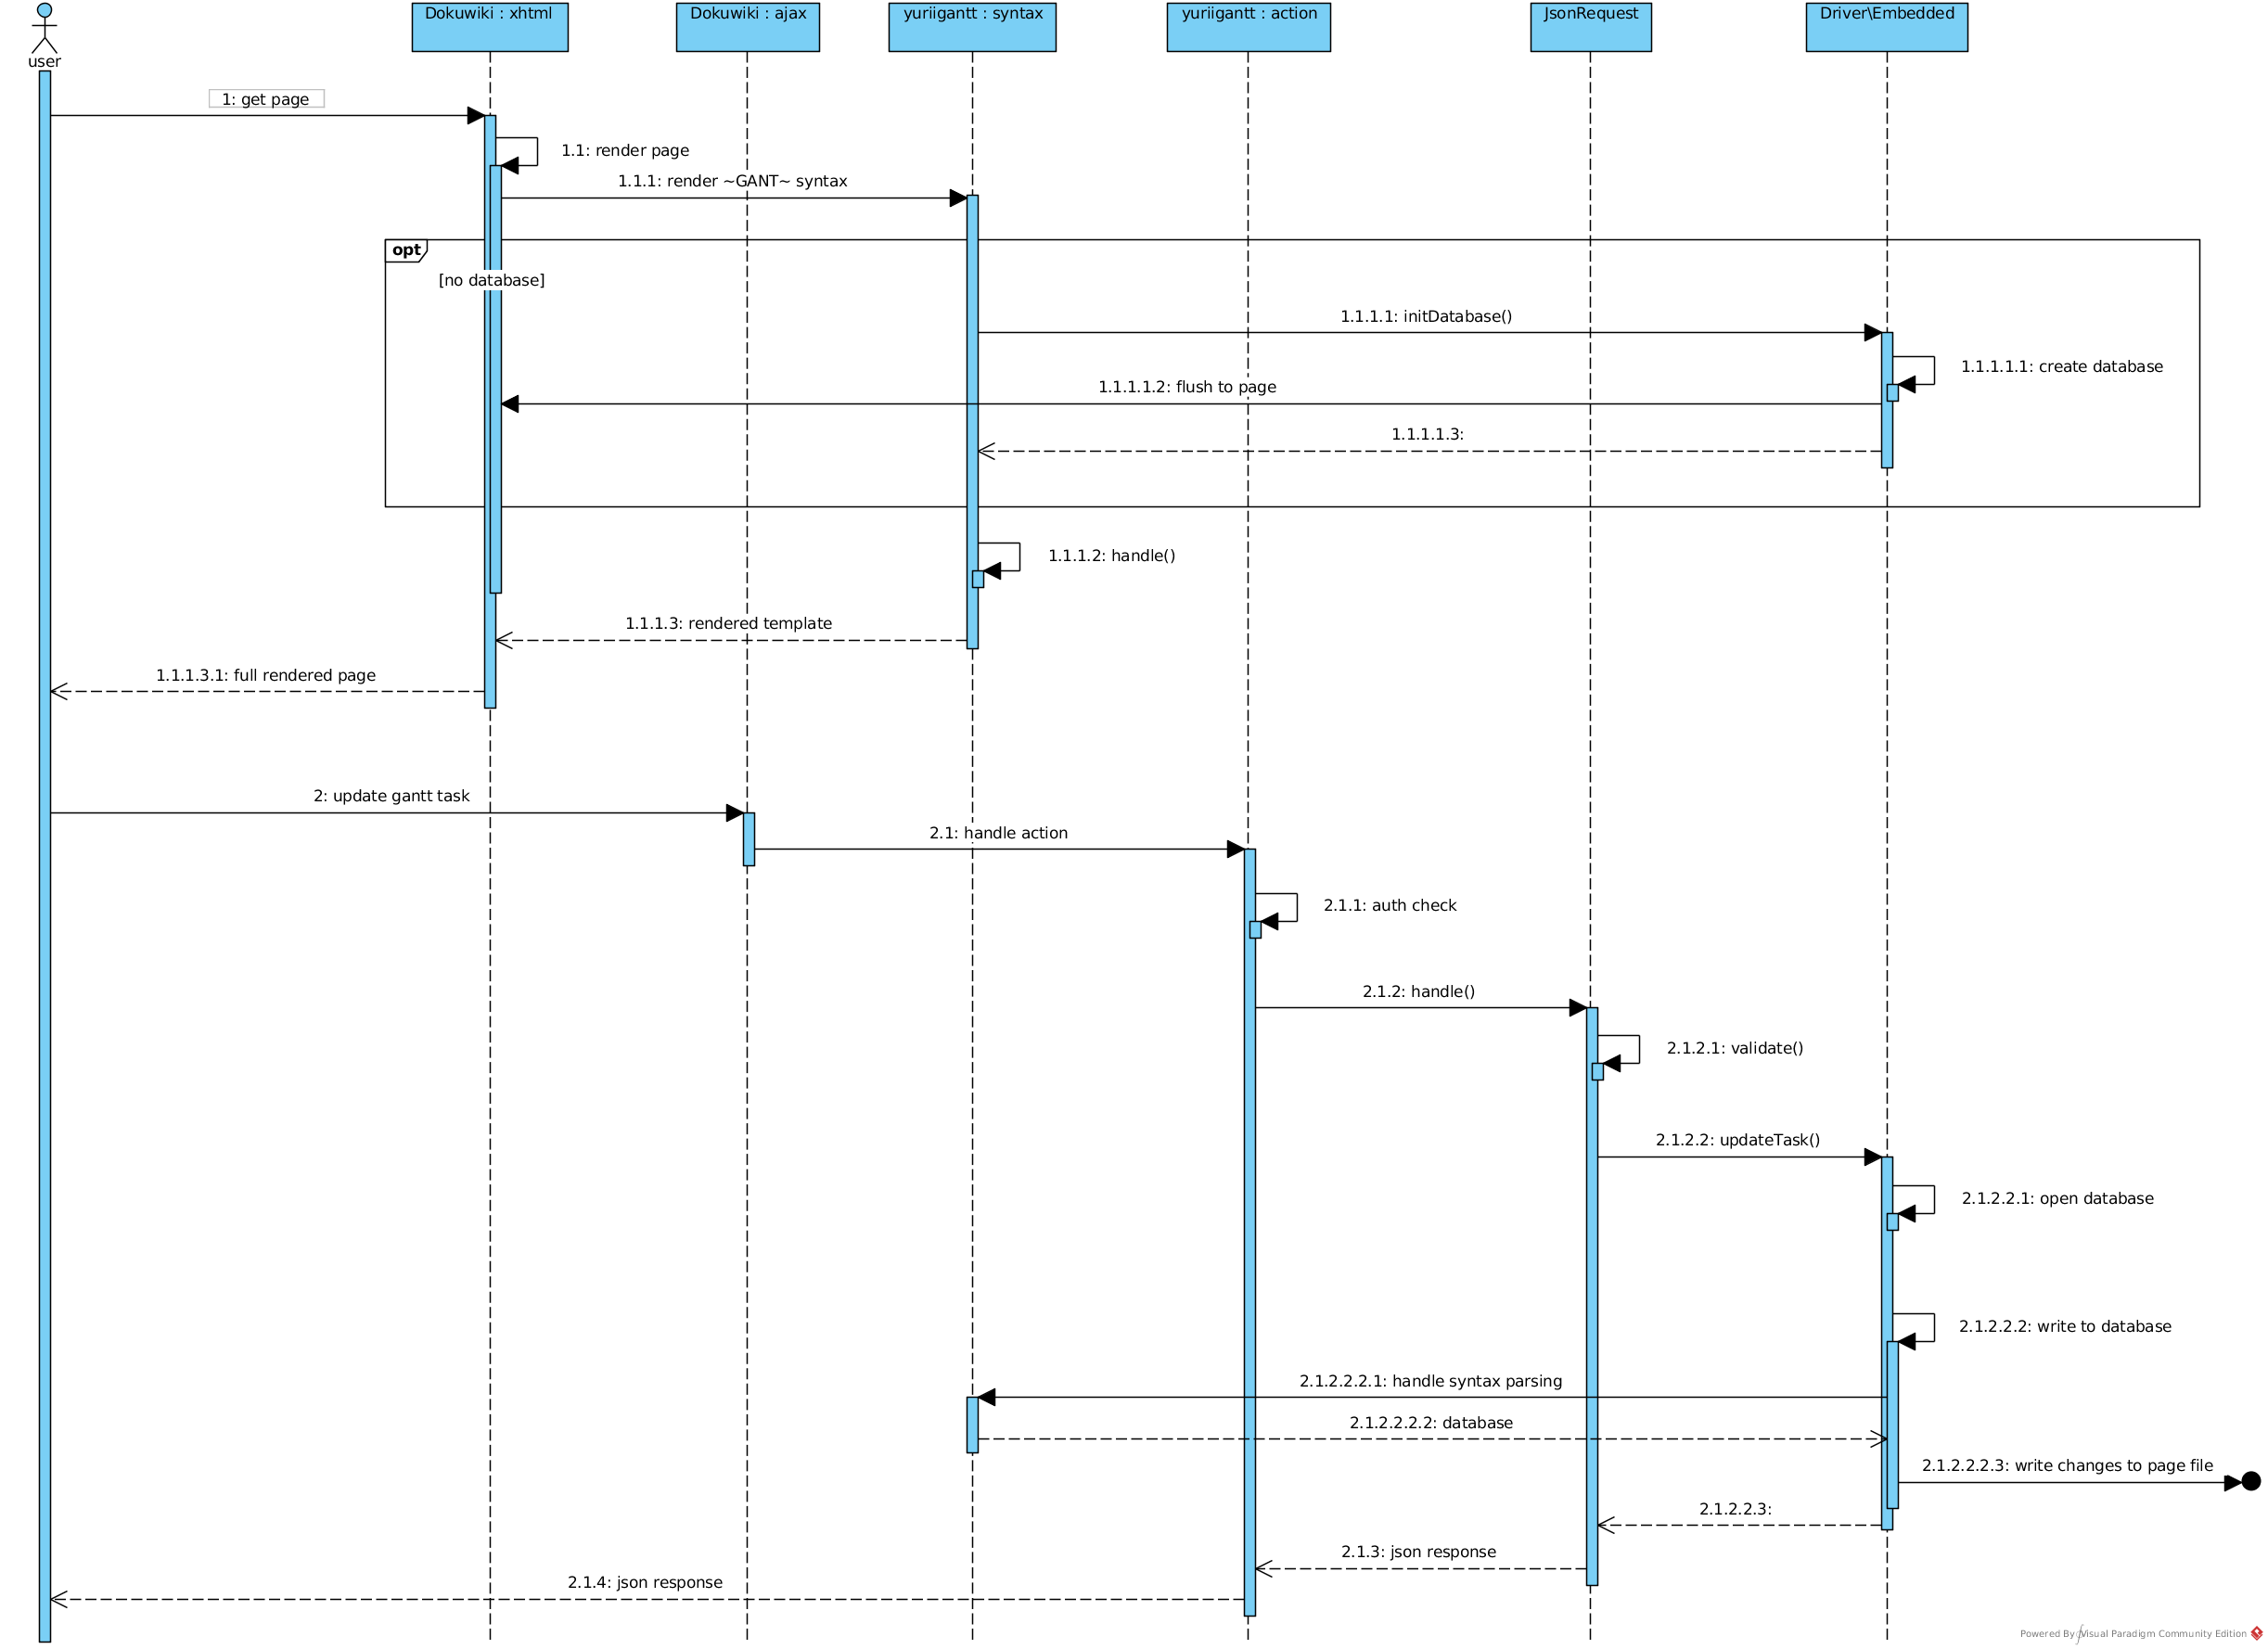 user
Dokuwiki : xhtml
Dokuwiki : ajax
yuriigantt : syntax
yuriigantt : action
JsonRequest
Driver\Embedded
1: get page
1.1: render page
1.1.1: render ~GANT~ syntax
opt
[no database]
1.1.1.1: initDatabase()
1.1.1.1.1: create database
1.1.1.1.2: flush to page
1.1.1.1.3:
1.1.1.2: handle()
1.1.1.3: rendered template
1.1.1.3.1: full rendered page
2: update gantt task
2.1: handle action
2.1.1: auth check
2.1.2: handle()
2.1.2.1: validate()
2.1.2.2: updateTask()
2.1.2.2.1: open database
2.1.2.2.2: write to database
2.1.2.2.2.1: handle syntax parsing
2.1.2.2.2.2: database
2.1.2.2.2.3: write changes to page file
2.1.2.2.3:
2.1.3: json response
2.1.4: json response
Powered By Visual Paradigm Community Edition